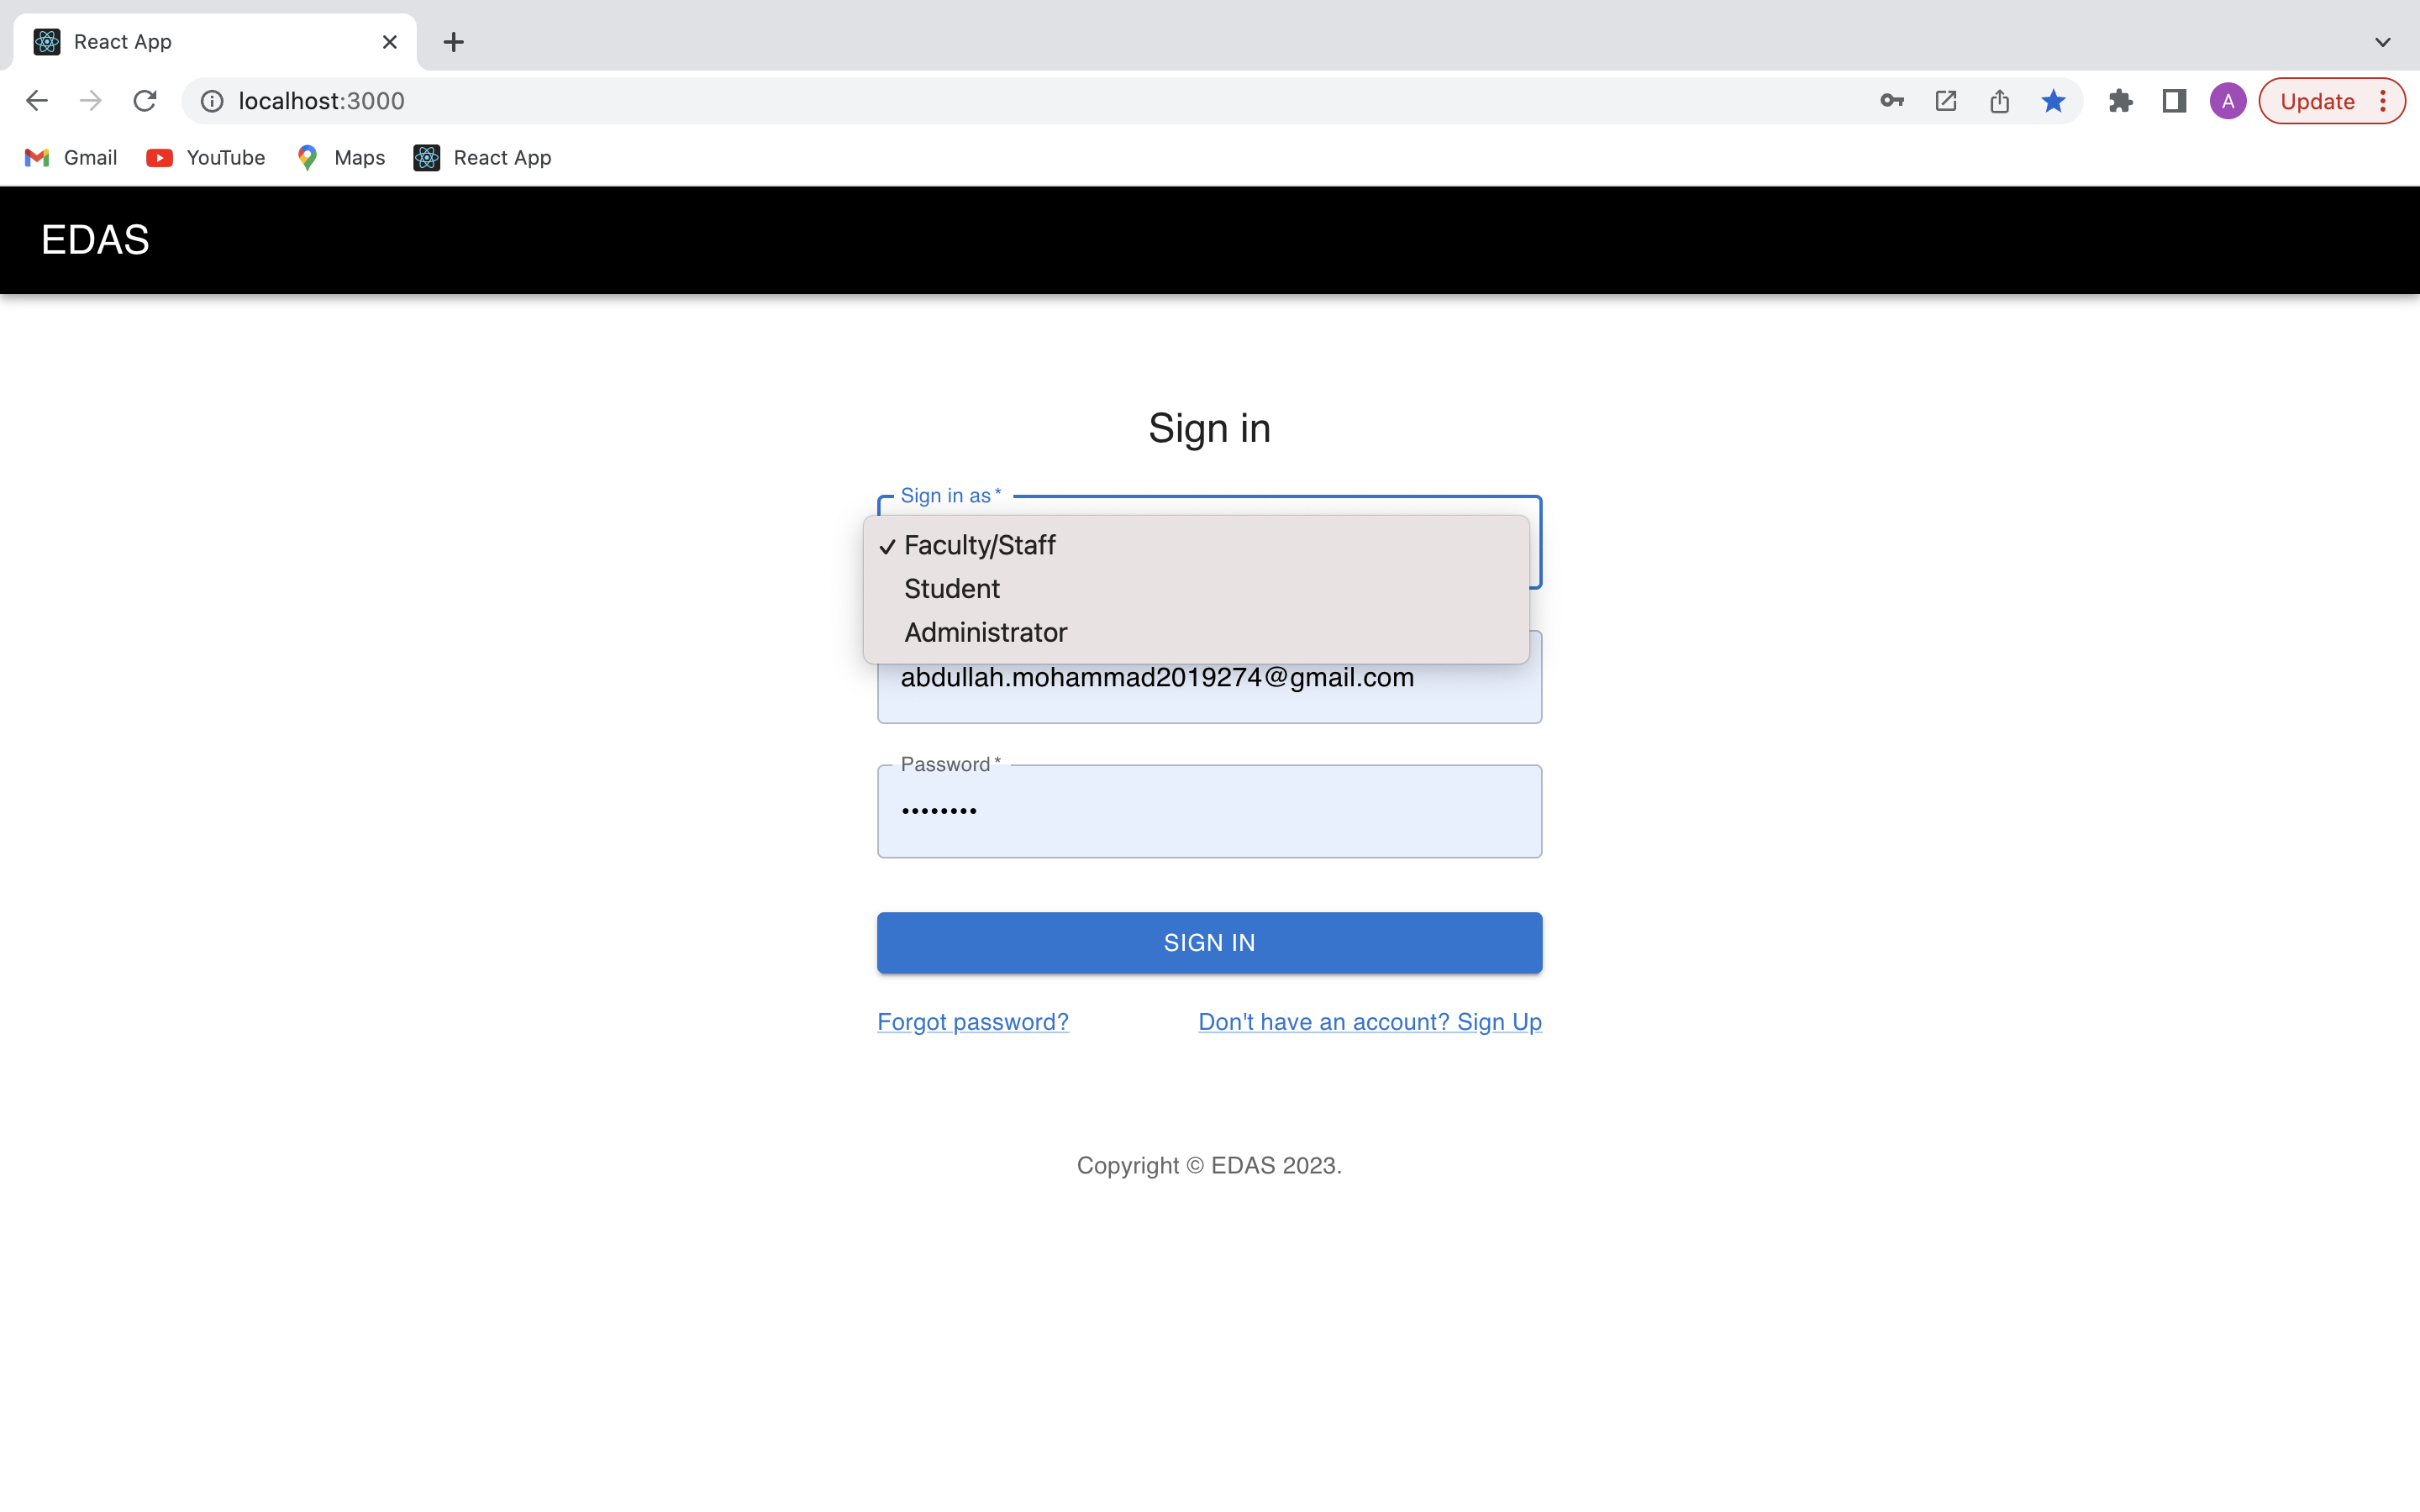 React App
localhost:3000
A
Update
Gmail
YouTube
Maps
React App
EDAS
Sign in
Sign in as *
✓ Faculty/Staff
Student
Administrator
abdullah.mohammad2019274@gmail.com
Password *
••••••••
SIGN IN
Forgot password?
Don't have an account? Sign Up
Copyright © EDAS 2023.